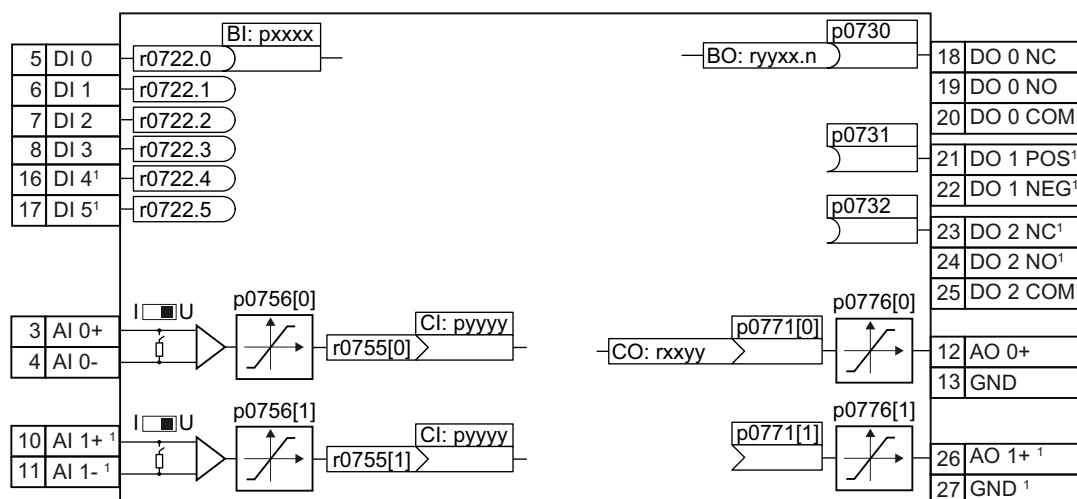 BI: pxxxx
p0730
5 DI 0 r0722.0
BO: ryyxx.n
18 DO 0 NC
6 DI 1 r0722.1
19 DO 0 NO
7 DI 2 r0722.2
20 DO 0 COM
8 DI 3 r0722.3
p0731
21 DO 1 POS¹
16 DI 4¹ r0722.4
22 DO 1 NEG¹
17 DI 5¹ r0722.5
p0732
23 DO 2 NC¹
24 DO 2 NO¹
25 DO 2 COM
I U
p0756[0]
p0776[0]
3 AI 0+
CI: pyyyy
p0771[0]
4 AI 0-
r0755[0]
CO: rxxyy
12 AO 0+
13 GND
I U
p0756[1]
p0776[1]
10 AI 1+ ¹
CI: pyyyy
p0771[1]
11 AI 1- ¹
r0755[1]
26 AO 1+ ¹
27 GND ¹